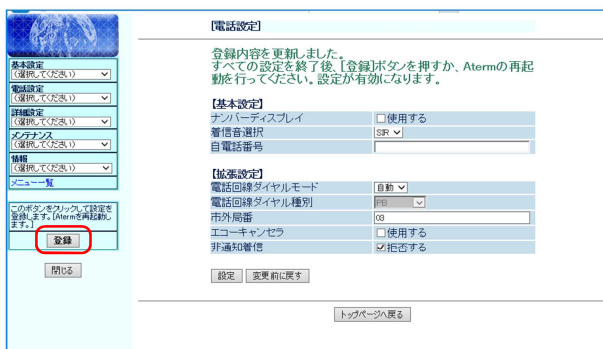 基本設定
(選択してください)
電話設定
(選択してください)
詳細設定
(選択してください)
メンテナンス
(選択してください)
情報
(選択してください)
メニュー一覧
このボタンをクリックして設定を
登録します。[Atermを再起動し
ます。]
登録
閉じる
[電話設定]
登録内容を更新しました。
すべての設定を終了後、[登録]ボタンを押すか、Atermの再起
動を行ってください。設定が有効になります。
【基本設定】
ナンバーディスプレイ □使用する
着信音選択 SIR
自電話番号
【拡張設定】
電話回線ダイヤルモード 自動
電話回線ダイヤル種別 PB
市外局番 03
エコーキャンセラ □使用する
非通知着信 ☑拒否する
設定 変更前に戻す
トップページへ戻る